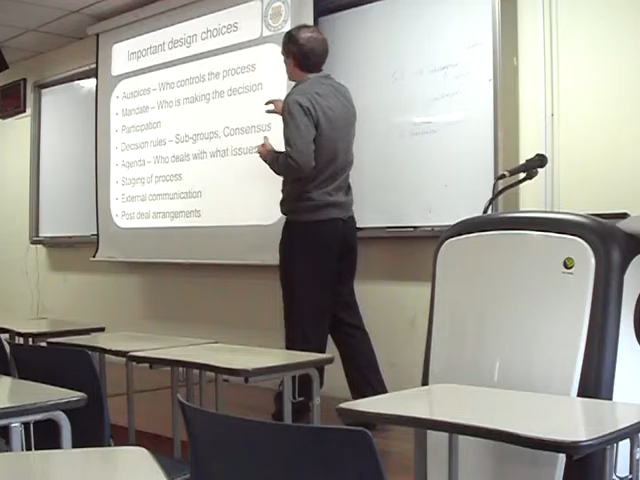 Important design choices
• Auspices – Who controls the process
• Mandate – Who is making the decision
• Participation
• Decision rules – Sub-groups, Consensus
• Agenda – Who deals with what issues
• Staging of process
• External communication
• Post deal arrangements